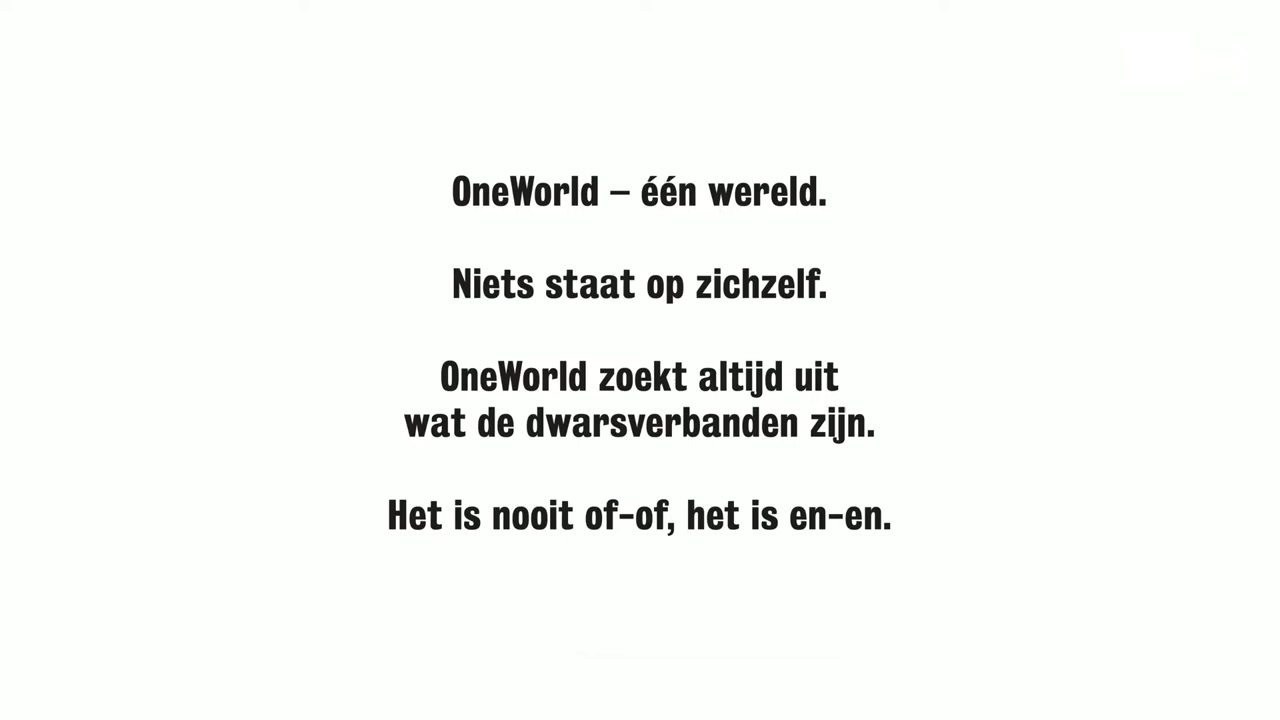 OneWorld – één wereld.
Niets staat op zichzelf.
OneWorld zoekt altijd uit
wat de dwarsverbanden zijn.
Het is nooit of-of, het is en-en.